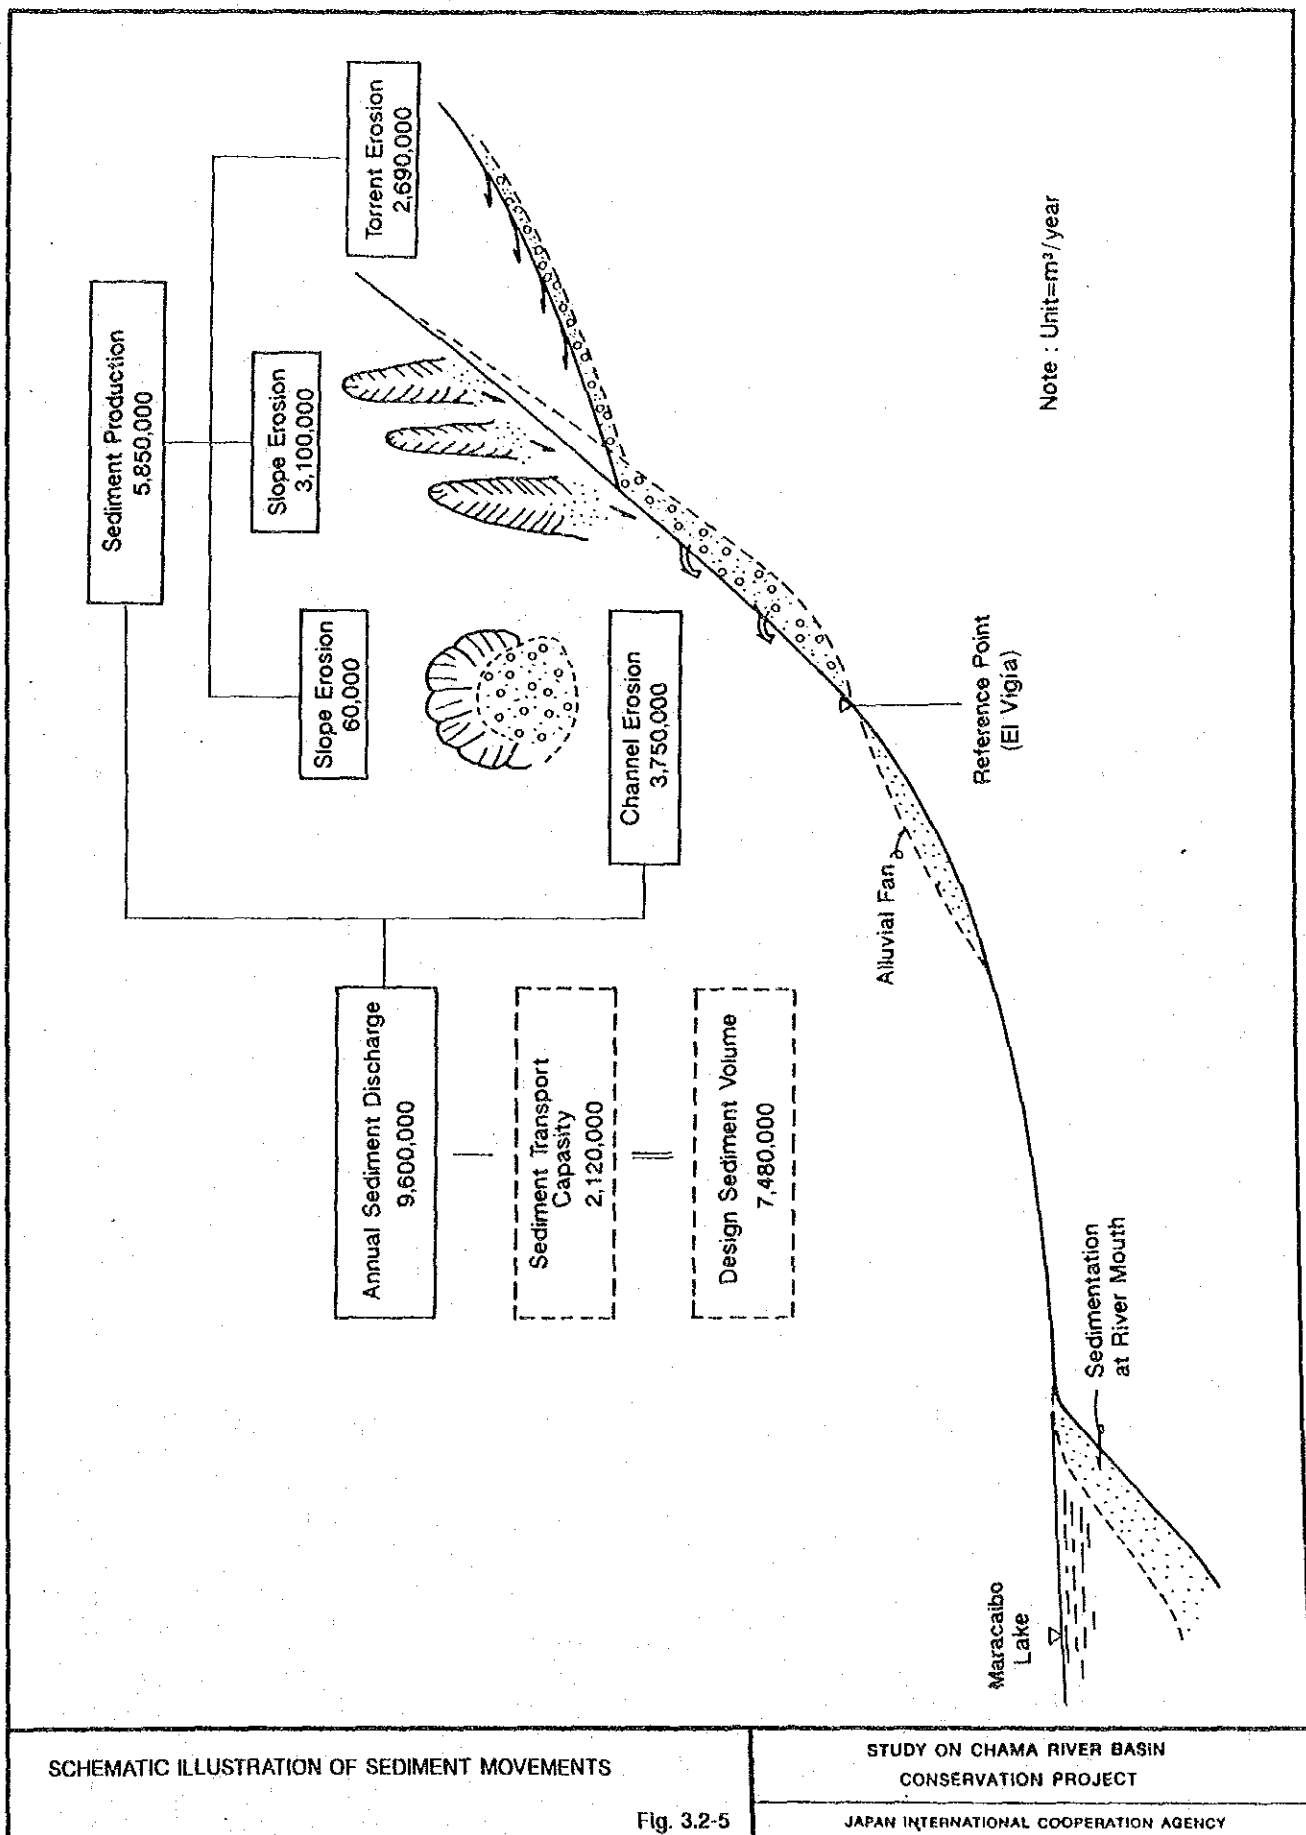 Sediment Production
5,850,000
Slope Erosion
60,000
Slope Erosion
3,100,000
Torrent Erosion
2,690,000
Annual Sediment Discharge
9,600,000
Channel Erosion
3,750,000
Sediment Transport
Capasity
2,120,000
Design Sediment Volume
7,480,000
Alluvial Fan
Reference Point
(El Vigía)
Note : Unit=m³/year
Maracaibo
Lake
Sedimentation
at River Mouth
SCHEMATIC ILLUSTRATION OF SEDIMENT MOVEMENTS
Fig. 3.2-5
STUDY ON CHAMA RIVER BASIN
CONSERVATION PROJECT
JAPAN INTERNATIONAL COOPERATION AGENCY